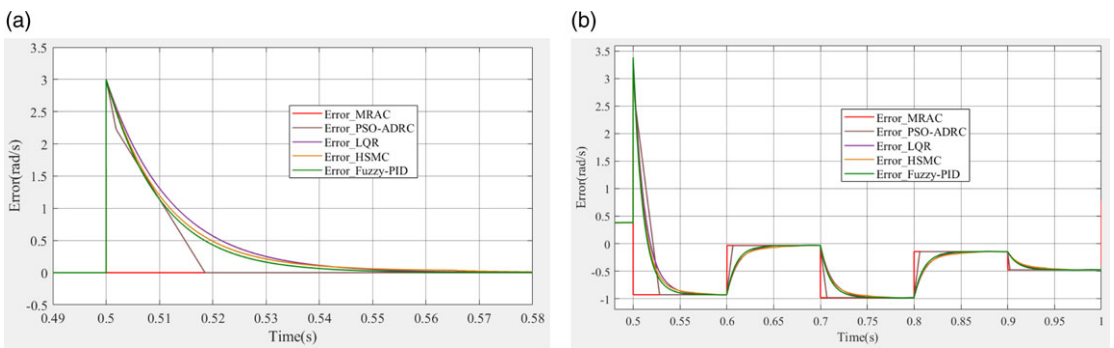 (a)
3.5
3
2.5
2
1.5
1
0.5
0
-0.5
Error(rad/s)
Error_MRAC
Error_PSO-ADRC
Error_LQR
Error_HSMC
Error_Fuzzy-PID
0.49 0.5 0.51 0.52 0.53 0.54 0.55 0.56 0.57 0.58
Time(s)
(b)
3.5
3
2.5
2
1.5
1
0.5
0
-0.5
-1
Error(rad/s)
Error_MRAC
Error_PSO-ADRC
Error_LQR
Error_HSMC
Error_Fuzzy-PID
0.5 0.55 0.6 0.65 0.7 0.75 0.8 0.85 0.9 0.95 1
Time(s)